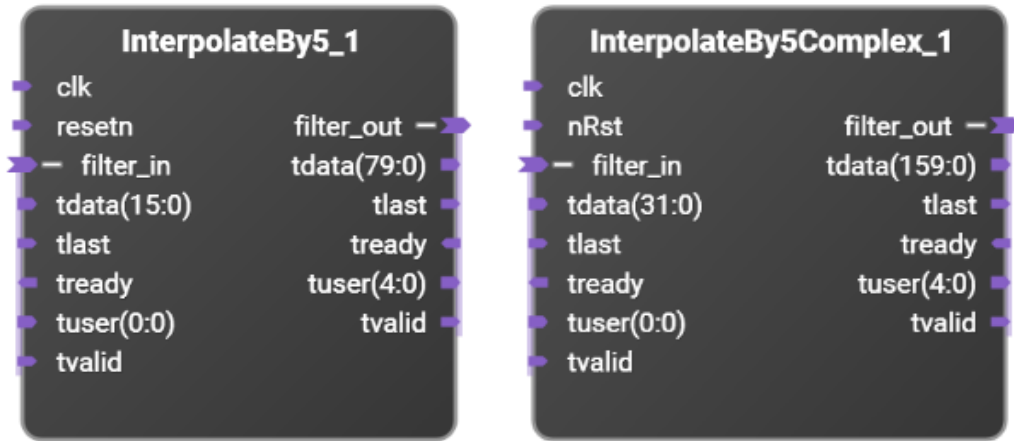 InterpolateBy5_1
clk
resetn
filter_out
filter_in
tdata(79:0)
tdata(15:0)
tlast
tlast
tready
tready
tuser(4:0)
tuser(0:0)
tvalid
tvalid
InterpolateBy5Complex_1
clk
nRst
filter_out
filter_in
tdata(159:0)
tdata(31:0)
tlast
tlast
tready
tready
tuser(4:0)
tuser(0:0)
tvalid
tvalid